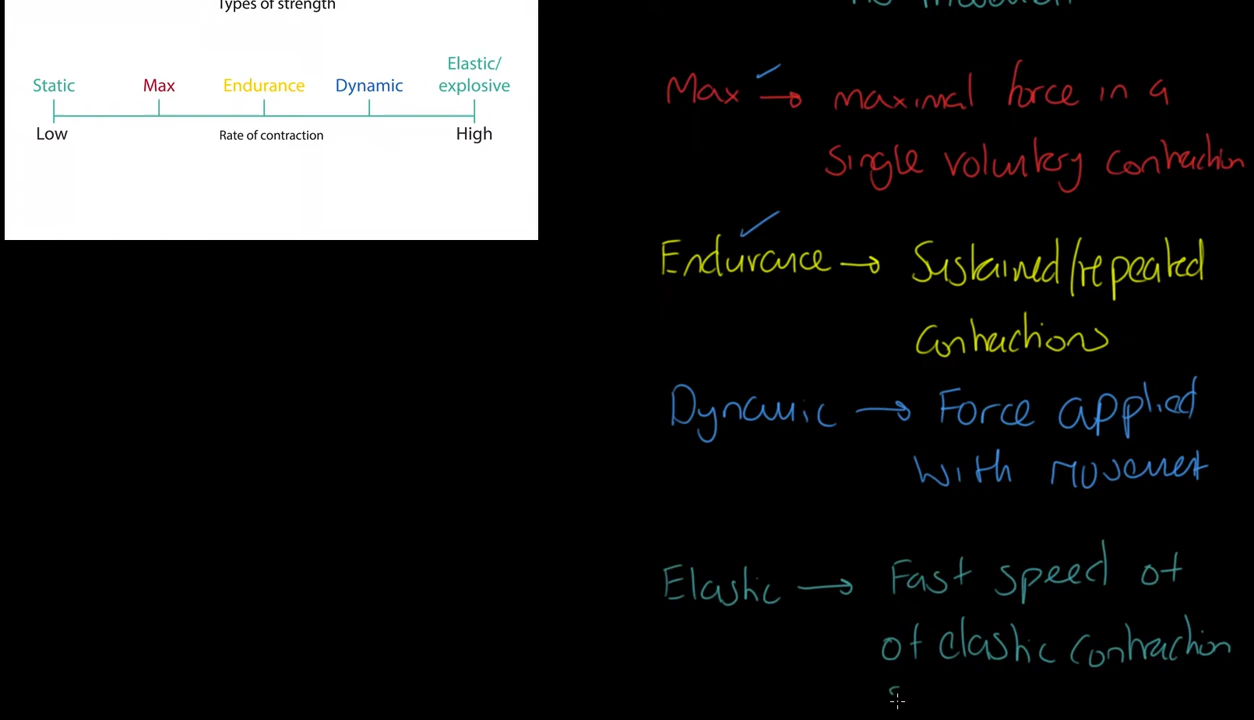 Types of strength
Elastic/
Static Max Endurance Dynamic explosive
Low Rate of contraction High
Max → maximal force in a
single voluntary contraction
Endurance → Sustained/repeated
contractions
Dynamic → Force applied
with movement
Elastic → Fast speed of
of elastic contraction